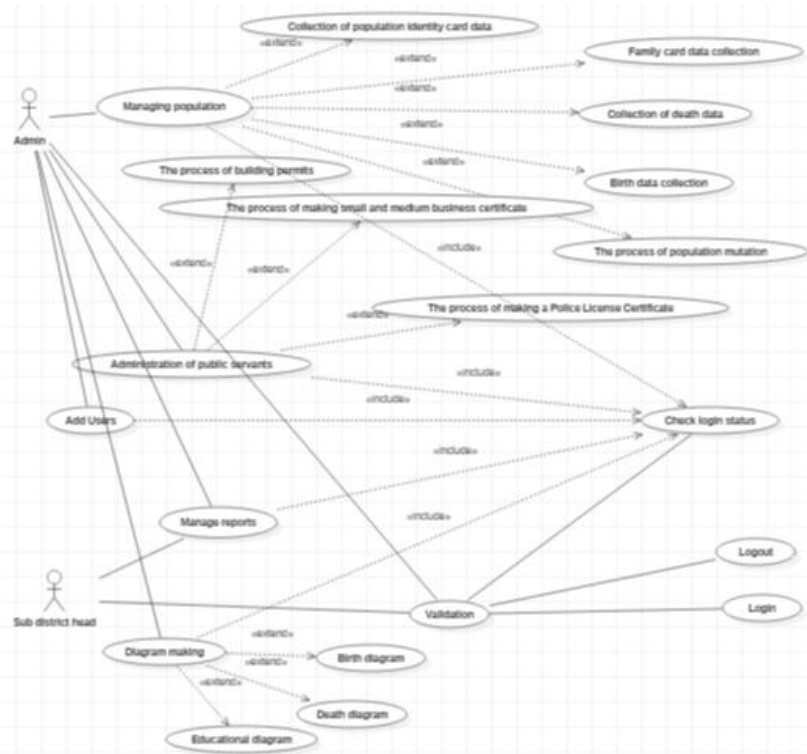 Collection of population identity card data
«extend»
Family card data collection
«extend»
«extend»
Managing population
Collection of death data
«extend»
Admin
«extend»
The process of building permits
Birth data collection
The process of making small and medium business certificate
«include»
The process of population mutation
«extend»
«extend»
The process of making a Police License Certificate
«extend»
Administration of public servants
«include»
«include»
Add Users
Check login status
«include»
Manage reports
«include»
Logout
Login
Validation
Sub district head
«extend»
Diagram making
Birth diagram
«extend»
«extend»
Death diagram
Educational diagram